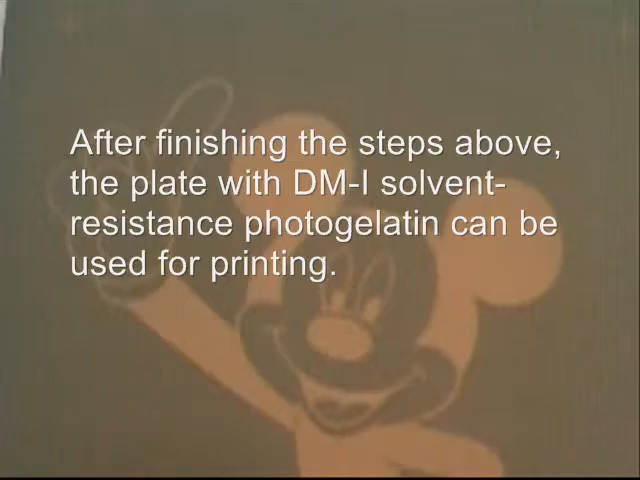 After finishing the steps above,
the plate with DM-I solvent-
resistance photogelatin can be
used for printing.